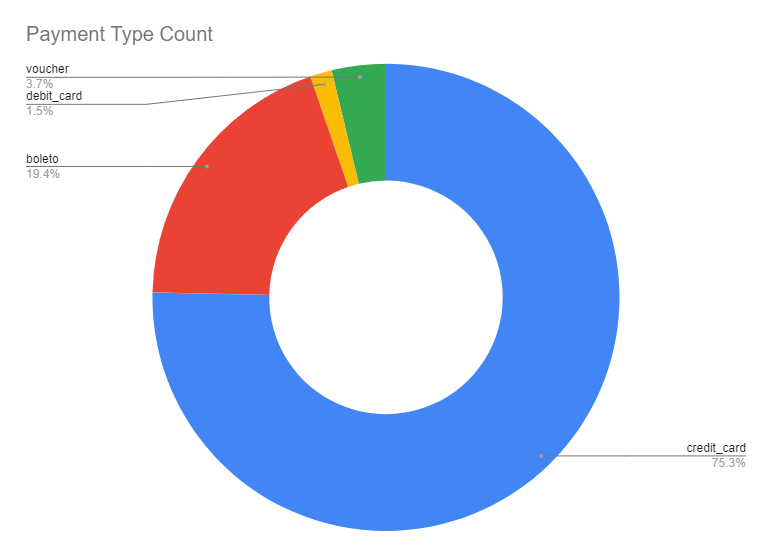 Payment Type Count
voucher
3.7%
debit_card
1.5%
boleto
19.4%
credit_card
75.3%